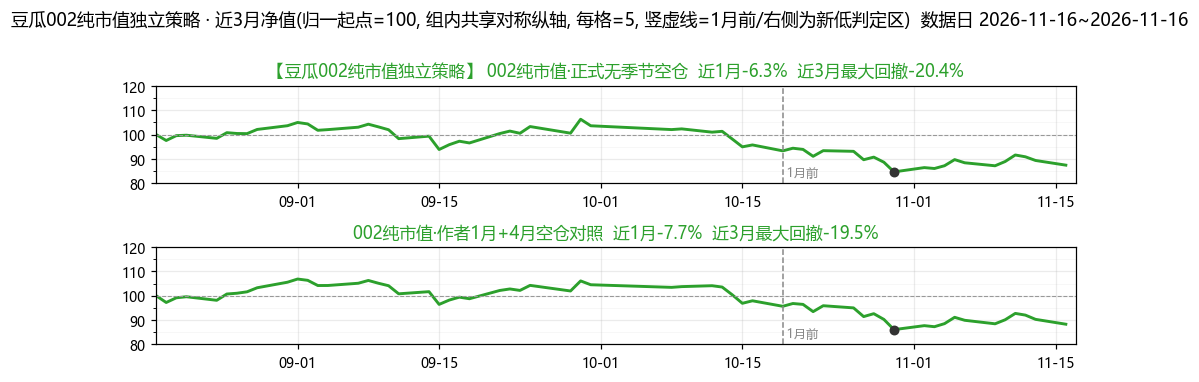 豆瓜002纯市值独立策略 · 近3月净值(归一起点=100, 组内共享对称纵轴, 每格=5, 竖虚线=1月前/右侧为新低判定区)  数据日 2026-11-16~2026-11-16
【豆瓜002纯市值独立策略】 002纯市值·正式无季节空仓  近1月-6.3%  近3月最大回撤-20.4%
120
110
100
90
80
1月前
09-01 09-15 10-01 10-15 11-01 11-15
002纯市值·作者1月+4月空仓对照  近1月-7.7%  近3月最大回撤-19.5%
120
110
100
90
80
1月前
09-01 09-15 10-01 10-15 11-01 11-15